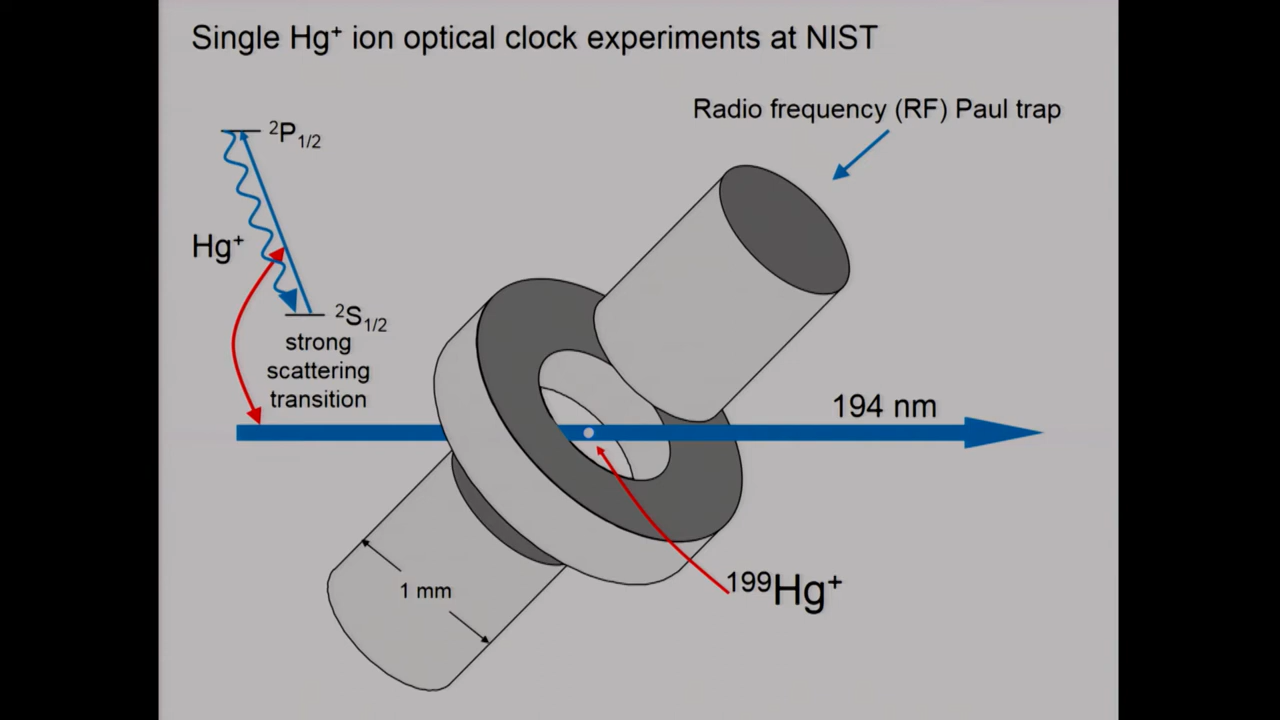 Single Hg⁺ ion optical clock experiments at NIST
Radio frequency (RF) Paul trap
²P₁/₂
Hg⁺
²S₁/₂
strong
scattering
transition
194 nm
1 mm
¹⁹⁹Hg⁺